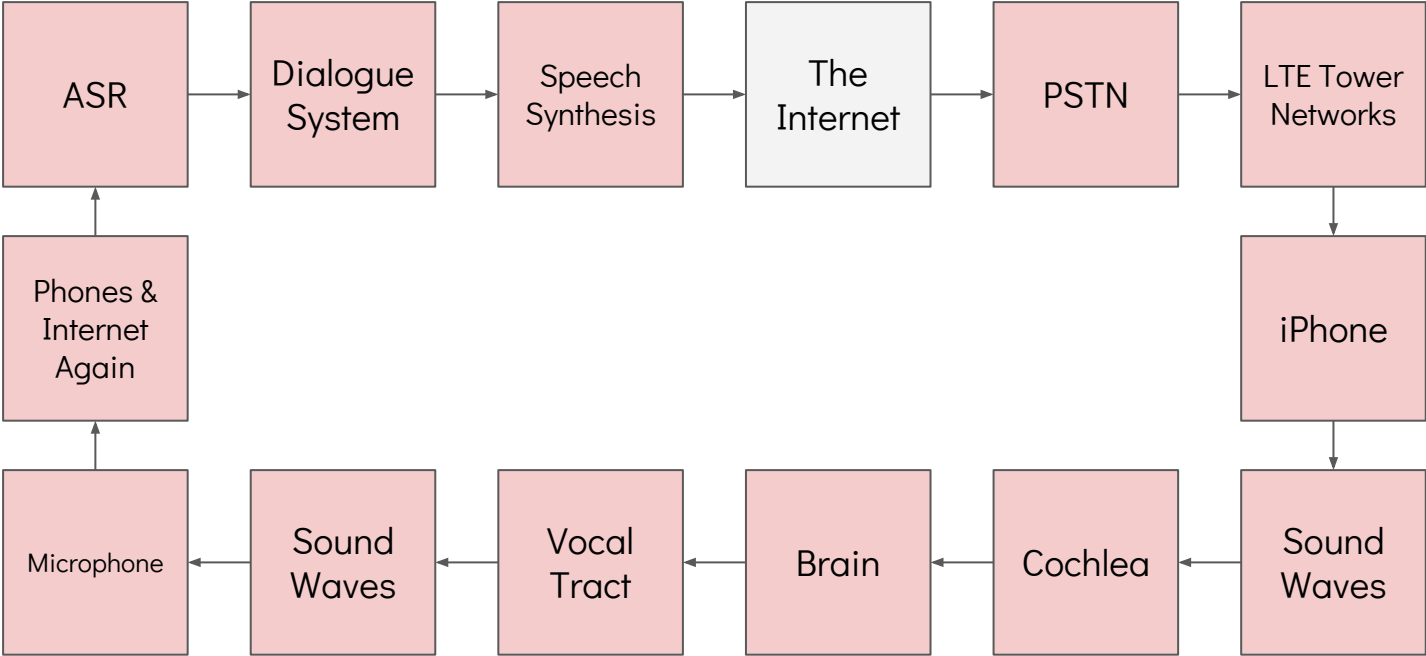 ASR
Dialogue
System
Speech
Synthesis
The
Internet
PSTN
LTE Tower
Networks
Phones &
Internet
Again
iPhone
Microphone
Sound
Waves
Vocal
Tract
Brain
Cochlea
Sound
Waves